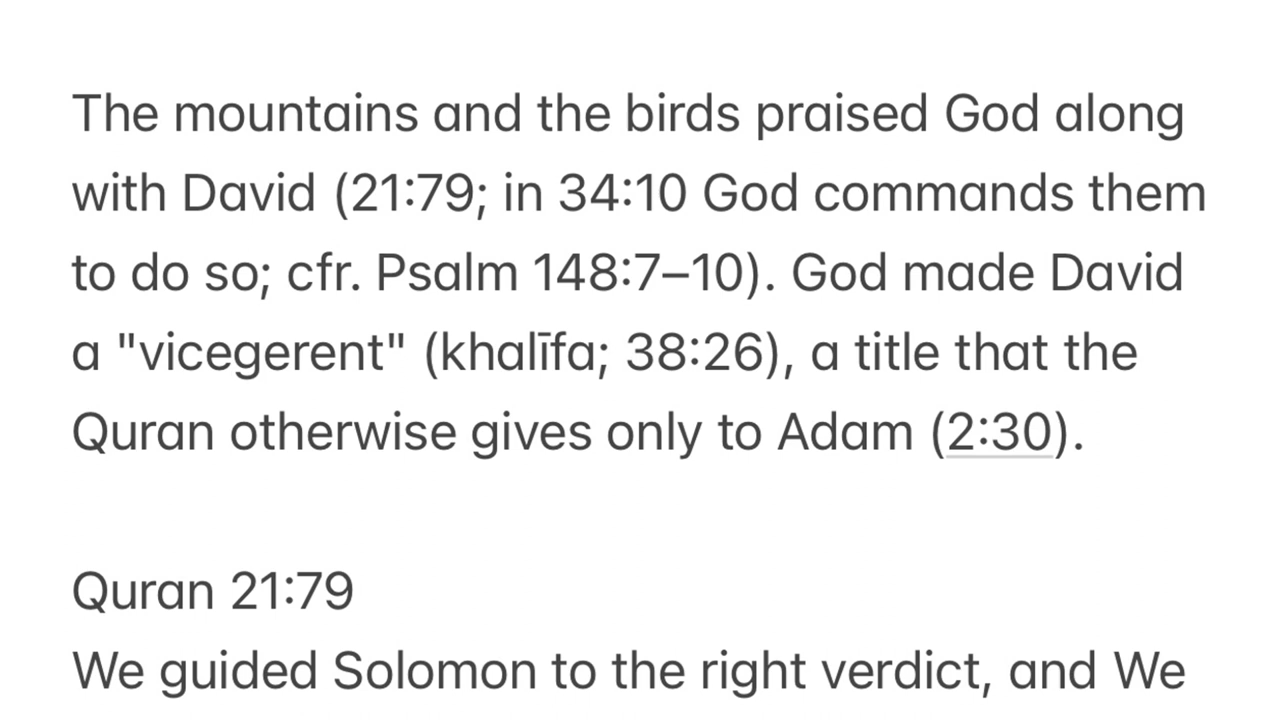 The mountains and the birds praised God along
with David (21:79; in 34:10 God commands them
to do so; cfr. Psalm 148:7–10). God made David
a "vicegerent" (khalīfa; 38:26), a title that the
Quran otherwise gives only to Adam (2:30).
Quran 21:79
We guided Solomon to the right verdict, and We